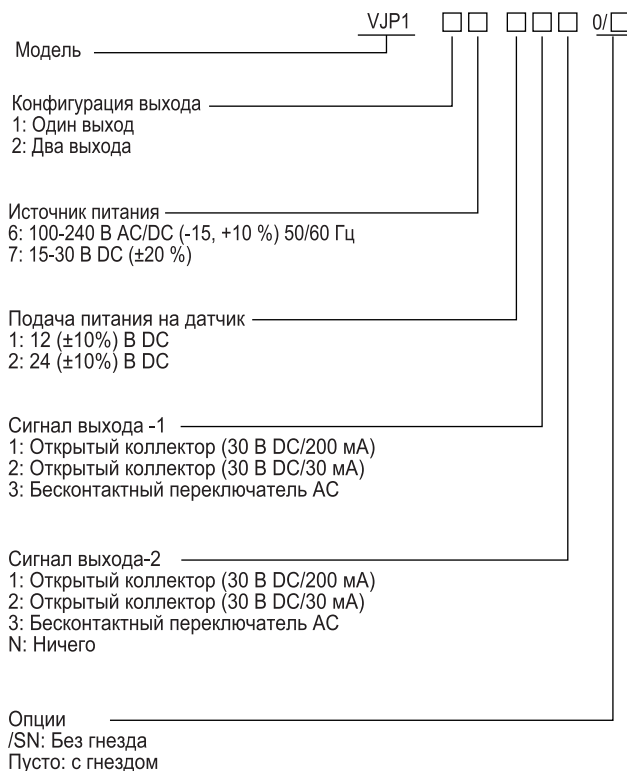 VJP1 □□ □□□ 0/□
Модель
Конфигурация выхода
1: Один выход
2: Два выхода
Источник питания
6: 100-240 В AC/DC (-15, +10 %) 50/60 Гц
7: 15-30 В DC (±20 %)
Подача питания на датчик
1: 12 (±10%) В DC
2: 24 (±10%) В DC
Сигнал выхода -1
1: Открытый коллектор (30 В DC/200 мА)
2: Открытый коллектор (30 В DC/30 мА)
3: Бесконтактный переключатель AC
Сигнал выхода-2
1: Открытый коллектор (30 В DC/200 мА)
2: Открытый коллектор (30 В DC/30 мА)
3: Бесконтактный переключатель AC
N: Ничего
Опции
/SN: Без гнезда
Пусто: с гнездом